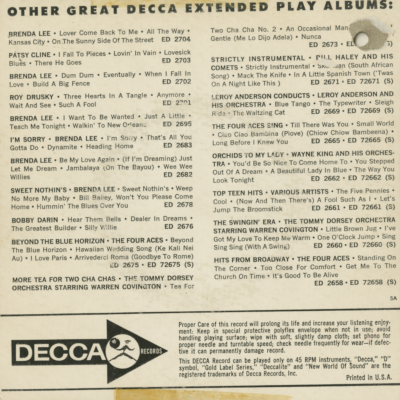 OTHER GREAT DECCA EXTENDED PLAY ALBUMS:
BRENDA LEE • Lover Come Back To Me • All The Way •
Kansas City • On The Sunny Side Of The Street ED 2704
PATSY CLINE • I Fall To Pieces • Lovin' In Vain • Lovesick
Blues • There He Goes ED 2703
BRENDA LEE • Dum Dum • Eventually • When I Fall In
Love • Build A Big Fence ED 2702
ROY DRUSKY • Three Hearts In A Tangle • Anymore •
Wait And See • Such A Fool ED 2701
BRENDA LEE • I Want To Be Wanted • Just A Little •
Teach Me Tonight • Walkin' To New Orleans ED 2695
I'M SORRY • BRENDA LEE • I'm Sorry • That's All You
Gotta Do • Dynamite • Heading Home ED 2683
BRENDA LEE • Be My Love Again • (If I'm Dreaming) Just
Let Me Dream • Jambalaya (On The Bayou) • Wee Wee
Willies ED 2682
SWEET NOTHIN'S • BRENDA LEE • Sweet Nothin's • Weep
No More My Baby • Bill Bailey, Won't You Please Come
Home • Hummin' The Blues Over You ED 2678
BOBBY DARIN • Hear Them Bells • Dealer In Dreams •
The Greatest Builder • Silly Willie ED 2676
BEYOND THE BLUE HORIZON • THE FOUR ACES • Beyond
The Blue Horizon • Hawaiian Wedding Song (Ke Kali Nei
Au) • I Love Paris • Arrivederci Roma (Goodbye To Rome)
ED 2675 • ED 72675 (S)
MORE TEA FOR TWO CHA CHAS • THE TOMMY DORSEY
ORCHESTRA STARRING WARREN COVINGTON • Tea For
Two Cha Cha No. 2 • An Occasional Man
Gentle (Me Lo Dijo Adela) • Nunca
ED 2673 •
STRICTLY INSTRUMENTAL • BILL HALEY AND HIS
COMETS • Strictly Instrumental • (South African
Song) • Mack The Knife • In A Little Spanish Town ('Twas
On A Night Like This) ED 2671 • ED 72671 (S)
LEROY ANDERSON CONDUCTS • LEROY ANDERSON AND
HIS ORCHESTRA • Blue Tango • The Typewriter • Sleigh
Ride • The Waltzing Cat ED 2669 • ED 72669 (S)
THE FOUR ACES SING • Till There Was You • Small World
• Ciao Ciao Bambina (Piove) (Chow Chow Bambeena) •
Long Before I Knew You ED 2665 • ED 72665 (S)
ORCHIDS TO MY LADY • WAYNE KING AND HIS ORCHES-
TRA • You'd Be So Nice To Come Home To • You Stepped
Out Of A Dream • A Beautiful Lady In Blue • The Way You
Look Tonight ED 2662 • ED 72662 (S)
TOP TEEN HITS • VARIOUS ARTISTS • The Five Pennies •
Cool • (Now And Then There's) A Fool Such As I • Let's
Jump The Broomstick ED 2661 • ED 72661 (S)
THE SWINGIN' ERA • THE TOMMY DORSEY ORCHESTRA
STARRING WARREN COVINGTON • Little Brown Jug • I've
Got My Love To Keep Me Warm • One O'Clock Jump • Sing
Sing Sing (With A Swing) ED 2660 • ED 72660 (S)
HITS FROM BROADWAY • THE FOUR ACES • Standing On
The Corner • Too Close For Comfort • Get Me To The
Church On Time • It's Good To Be Alive
ED 2658 • ED 72658 (S)
5A
DECCA RECORDS
Proper Care of this record will prolong its life and increase your listening enjoy-
ment: Keep in special protective polyflex envelope when not in use; avoid
handling playing surface; wipe with soft, slightly damp cloth; set photo for
proper needle and turntable speed; check needle frequently for wear—if defec-
tive it can permanently damage record.
This DECCA Record can be played only on 45 RPM instruments, "Decca," "D"
symbol, "Gold Label Series," "Deccalite" and "New World Of Sound" are the
registered trademarks of Decca Records, Inc.
Printed In U.S.A.